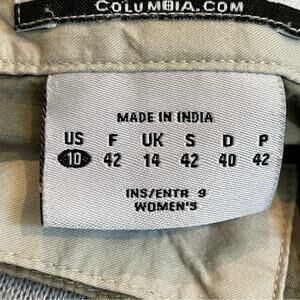 COLUMBIA.COM
MADE IN INDIA
US F UK S D P
10 42 14 42 40 42
INS/ENTR 9
WOMEN'S